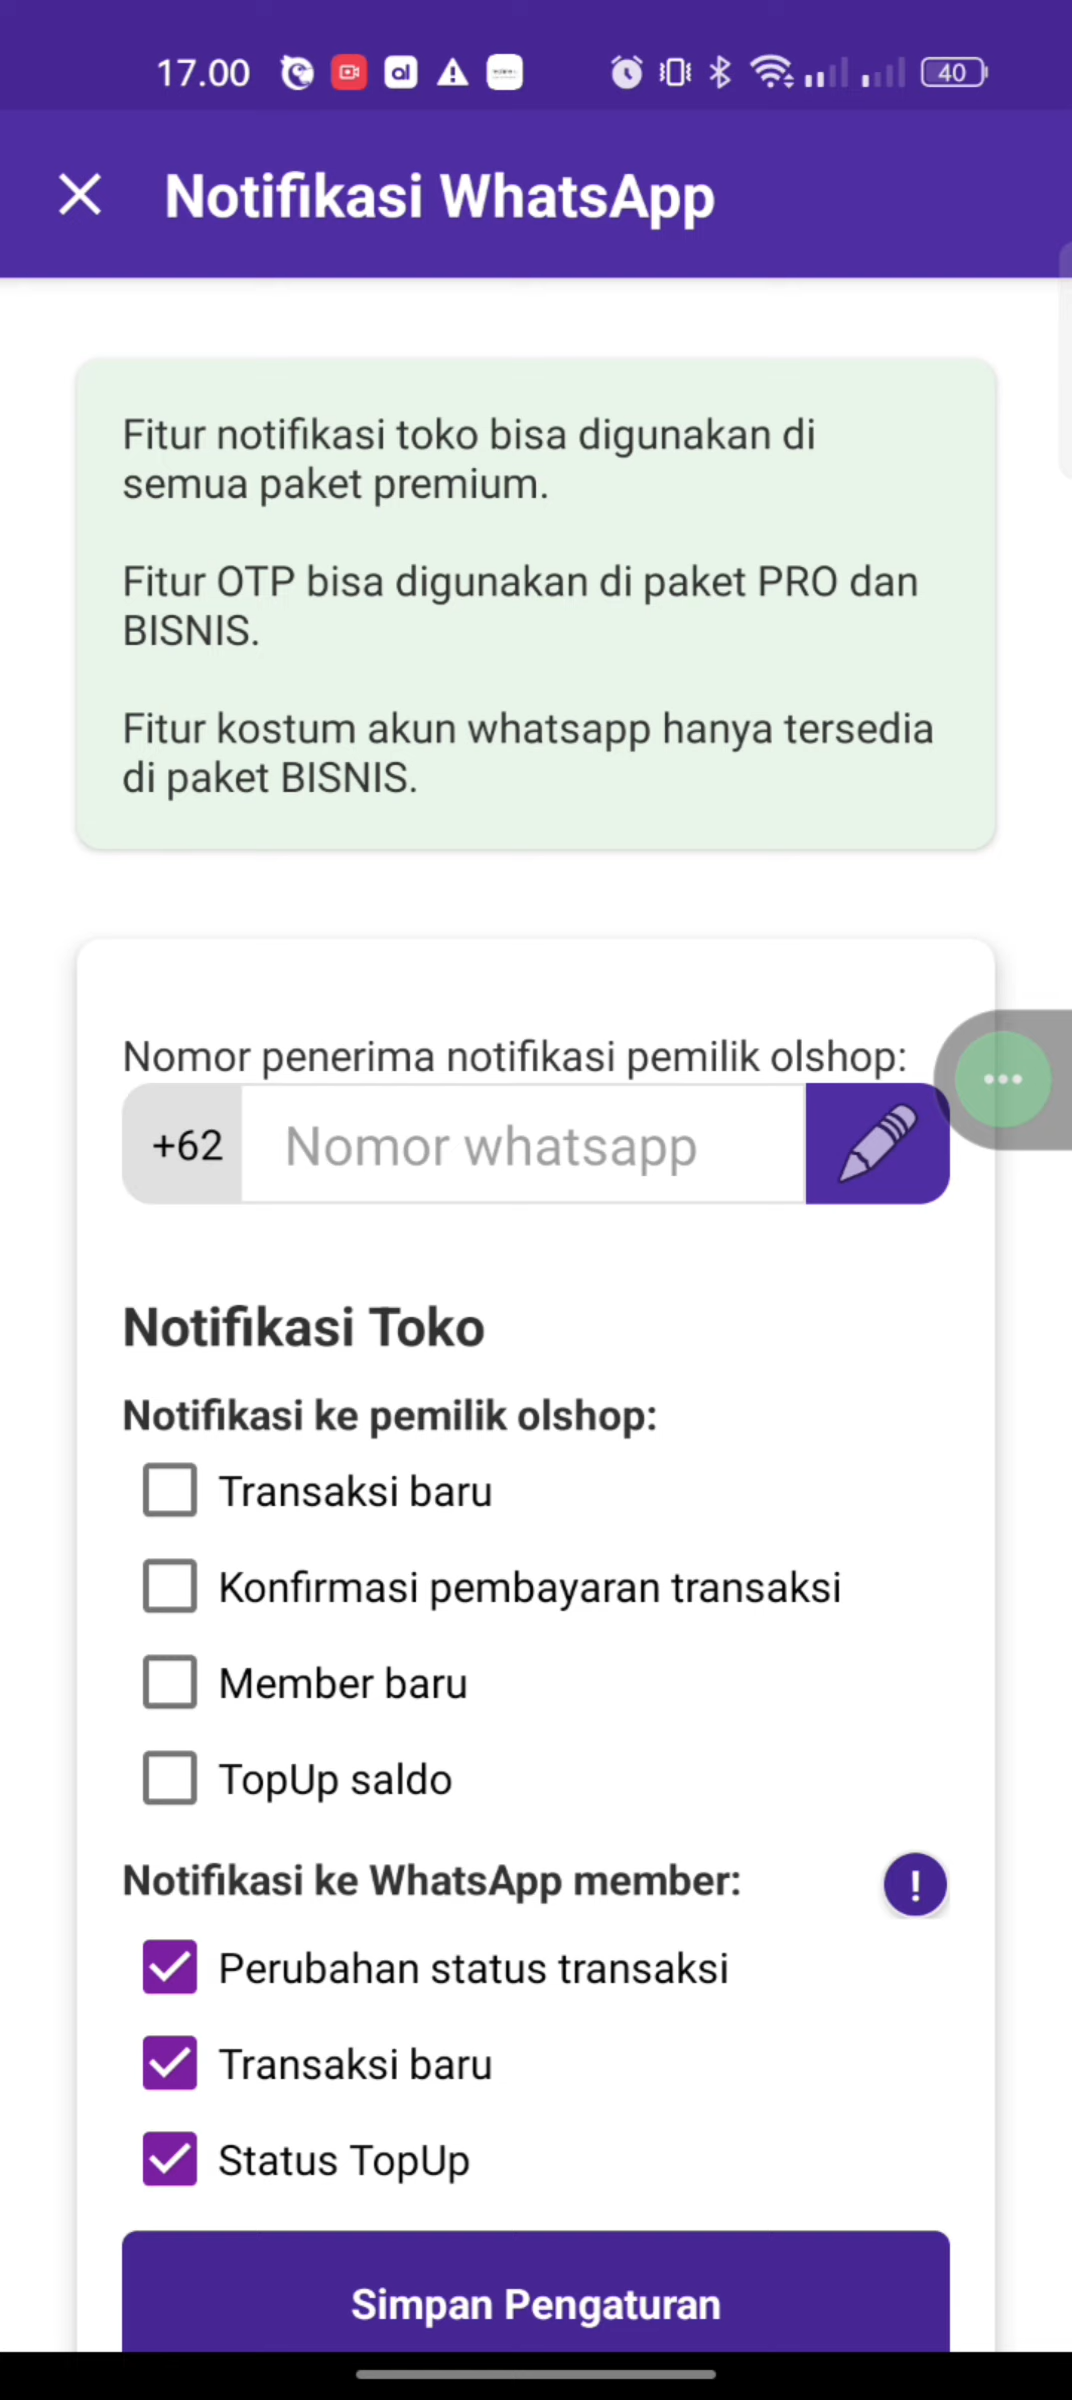 17.00
40
Notifikasi WhatsApp
Fitur notifikasi toko bisa digunakan di
semua paket premium.
Fitur OTP bisa digunakan di paket PRO dan
BISNIS.
Fitur kostum akun whatsapp hanya tersedia
di paket BISNIS.
Nomor penerima notifikasi pemilik olshop:
+62 Nomor whatsapp
Notifikasi Toko
Notifikasi ke pemilik olshop:
Transaksi baru
Konfirmasi pembayaran transaksi
Member baru
TopUp saldo
Notifikasi ke WhatsApp member:
!
Perubahan status transaksi
Transaksi baru
Status TopUp
Simpan Pengaturan